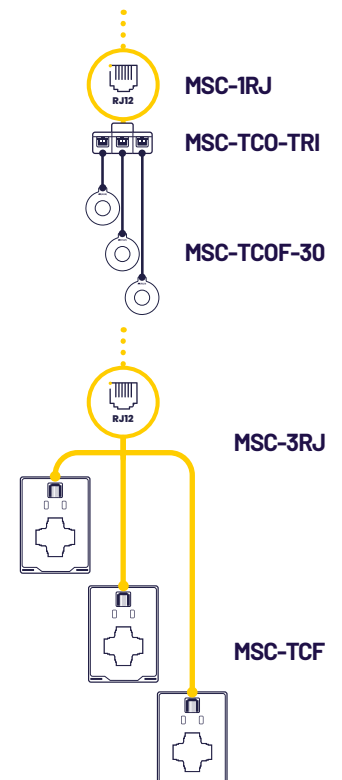 RJ12
MSC-1RJ
MSC-TCO-TRI
MSC-TCOF-30
RJ12
MSC-3RJ
MSC-TCF